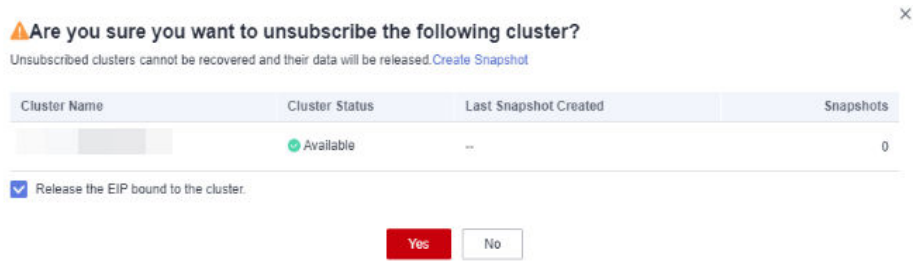 Are you sure you want to unsubscribe the following cluster?
Unsubscribed clusters cannot be recovered and their data will be released.Create Snapshot
Cluster Name Cluster Status Last Snapshot Created Snapshots
Available -- 0
Release the EIP bound to the cluster.
Yes No